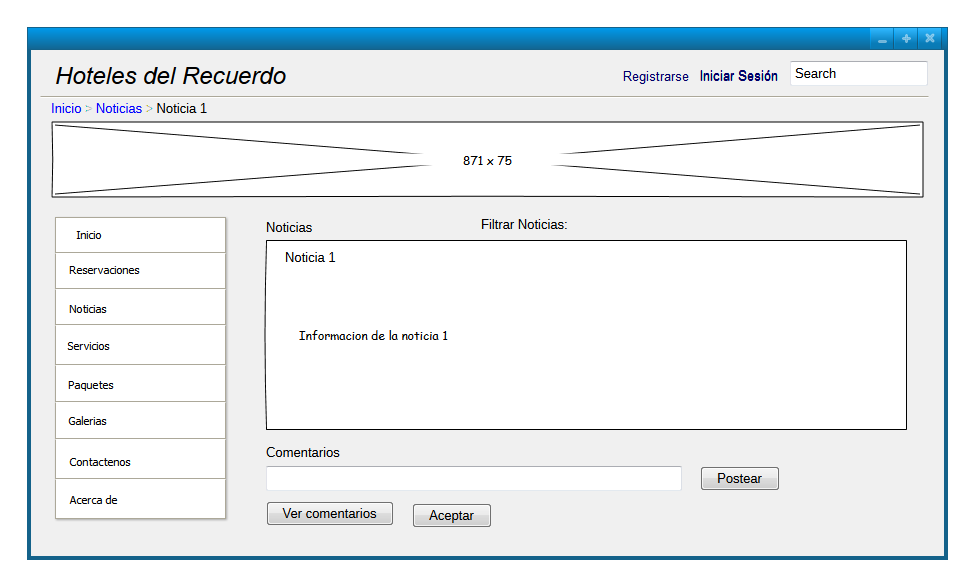 Hoteles del Recuerdo
Registrarse Iniciar Sesión Search
Inicio > Noticias > Noticia 1
871 x 75
Inicio
Reservaciones
Noticias
Servicios
Paquetes
Galerias
Contactenos
Acerca de
Noticias Filtrar Noticias:
Noticia 1
Informacion de la noticia 1
Comentarios
Postear
Ver comentarios Aceptar